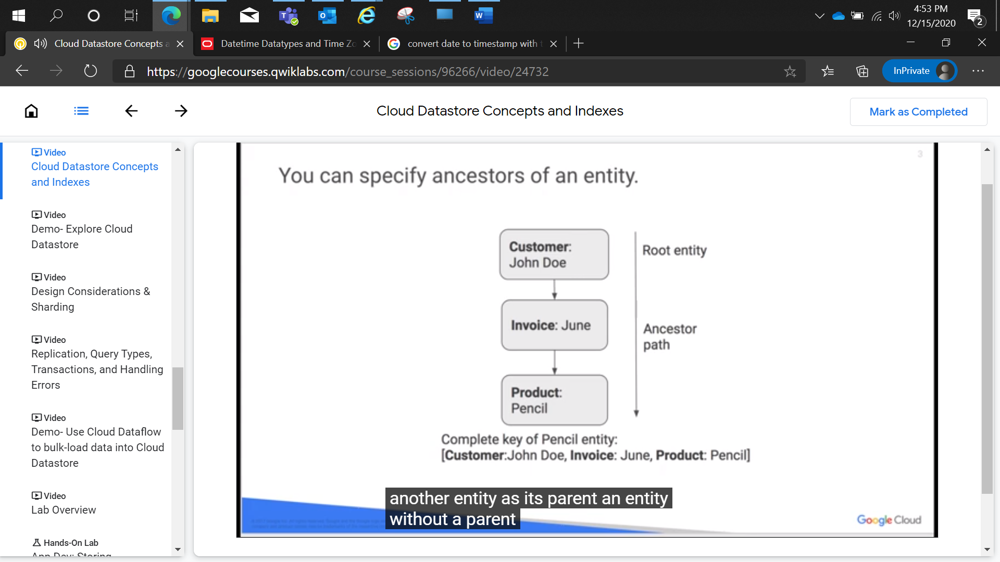 4:53 PM
12/15/2020
2
Cloud Datastore Concepts a
Datetime Datatypes and Time Zo
convert date to timestamp with t
https://googlecourses.qwiklabs.com/course_sessions/96266/video/24732
InPrivate
Cloud Datastore Concepts and Indexes
Mark as Completed
Video
Cloud Datastore Concepts
and Indexes
Video
Demo- Explore Cloud
Datastore
Video
Design Considerations &
Sharding
Video
Replication, Query Types,
Transactions, and Handling
Errors
Video
Demo- Use Cloud Dataflow
to bulk-load data into Cloud
Datastore
Video
Lab Overview
Hands-On Lab
App Dev: Storing
3
You can specify ancestors of an entity.
Customer:
John Doe
Root entity
Invoice: June
Ancestor
path
Product:
Pencil
Complete key of Pencil entity:
[Customer:John Doe, Invoice: June, Product: Pencil]
another entity as its parent an entity
without a parent
Google Cloud